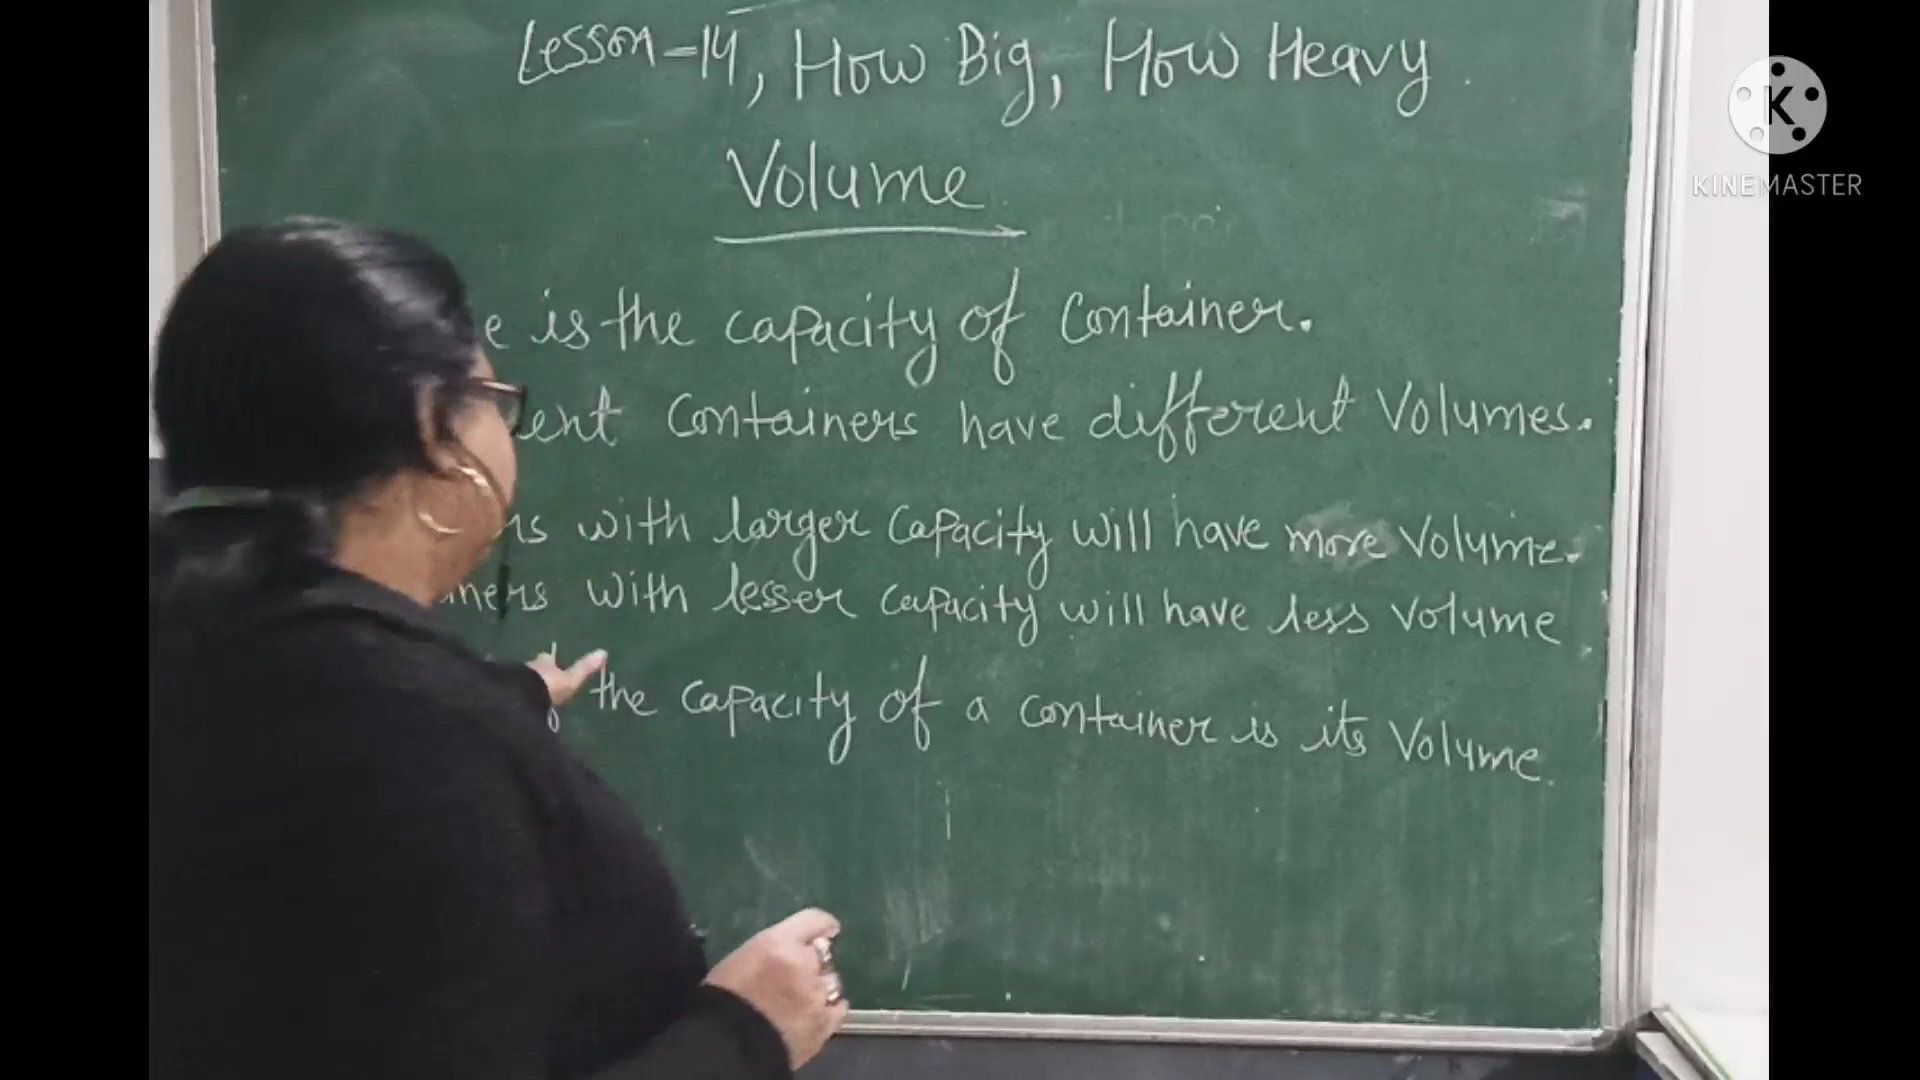 Lesson-14, How Big, How Heavy
Volume
is the capacity of Container.
Containers have different Volumes.
with larger capacity will have more Volume.
with lesser capacity will have less volume
the capacity of a container is its Volume.
K
KINEMASTER